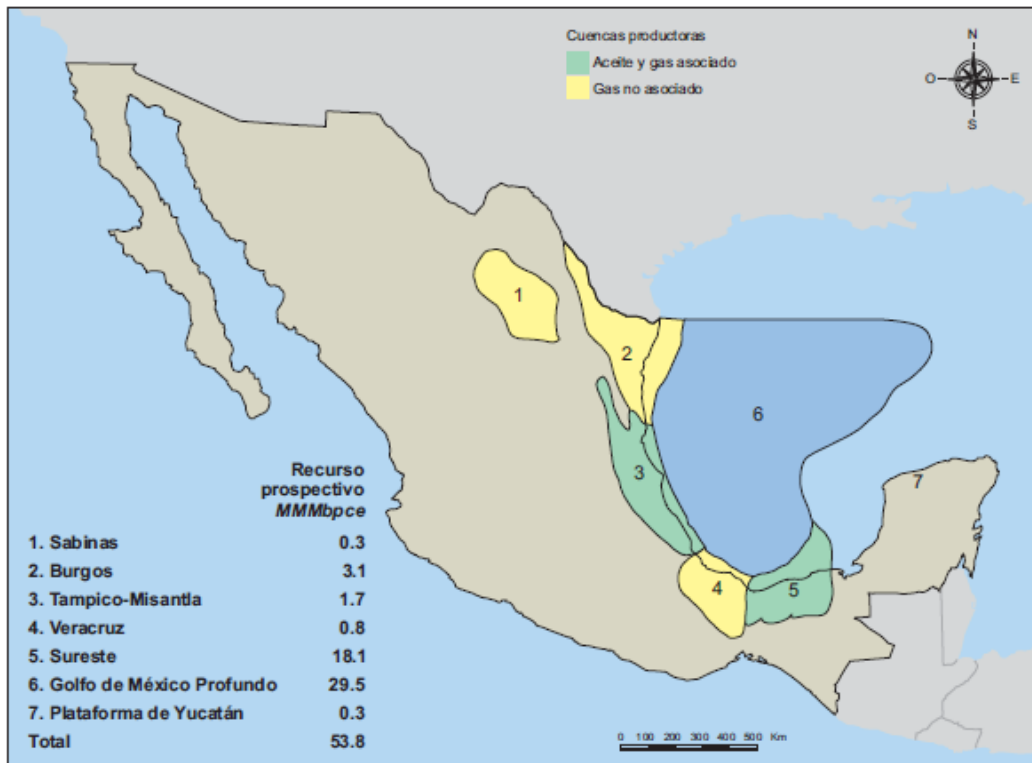 Cuencas productoras
Aceite y gas asociado
Gas no asociado
N
O
E
S
1
2
6
3
7
4
5
Recurso
prospectivo
MMMbpce
1. Sabinas 0.3
2. Burgos 3.1
3. Tampico-Misantla 1.7
4. Veracruz 0.8
5. Sureste 18.1
6. Golfo de México Profundo 29.5
7. Plataforma de Yucatán 0.3
Total 53.8
0 100 200 300 400 500 Km